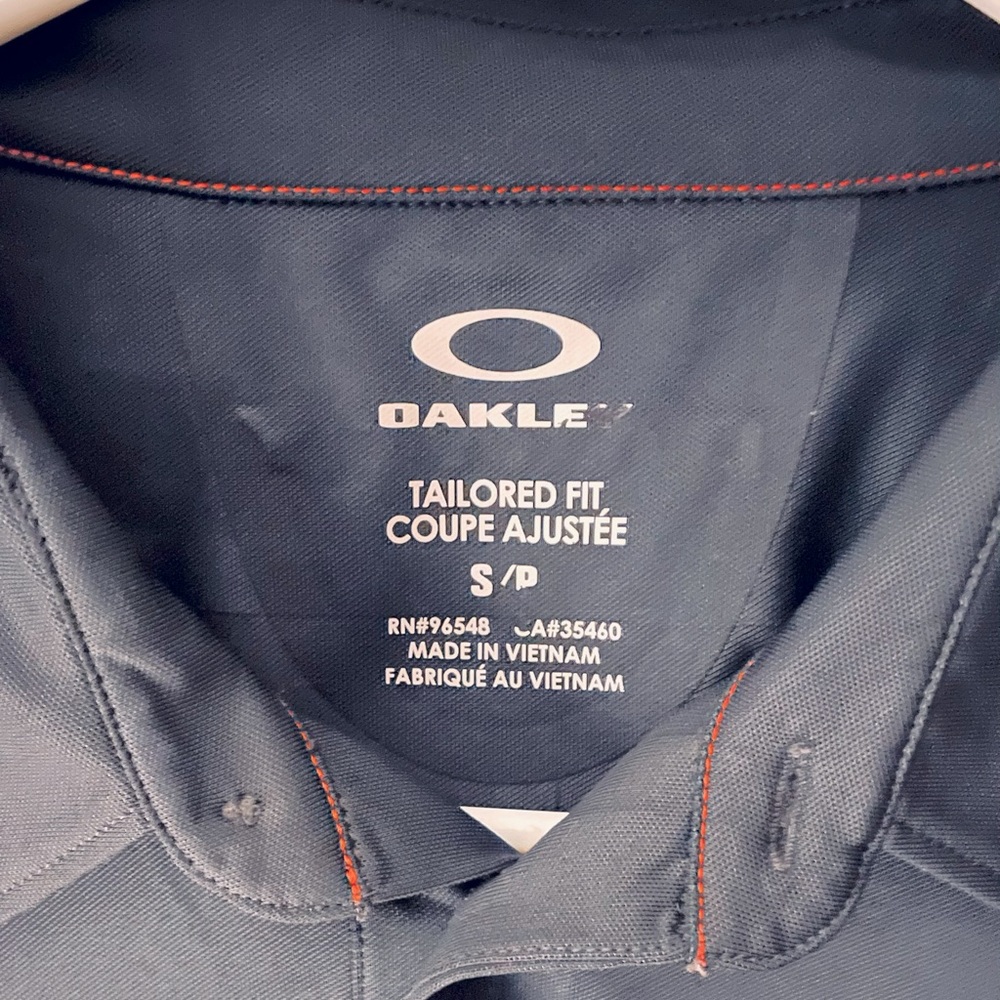 OAKLEY
TAILORED FIT
COUPE AJUSTÉE
S/P
RN#96548 CA#35460
MADE IN VIETNAM
FABRIQUÉ AU VIETNAM